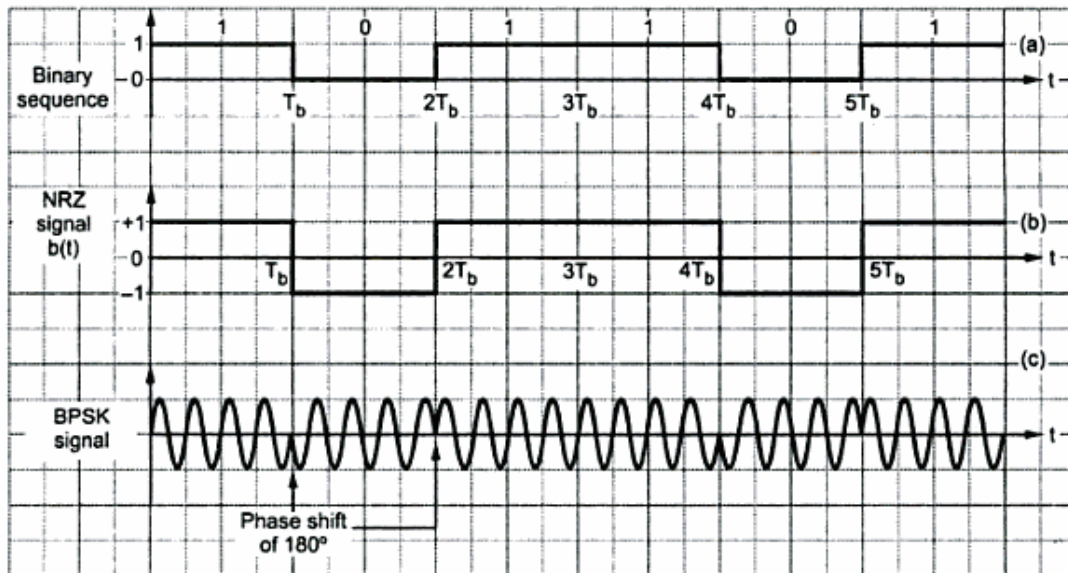 1 0 1 1 0 1
1
(a)
Binary
sequence
–0
t
T_b 2T_b 3T_b 4T_b 5T_b
NRZ
signal
b(t)
+1
(b)
0
t
T_b 2T_b 3T_b 4T_b 5T_b
–1
(c)
BPSK
signal
t
Phase shift
of 180º